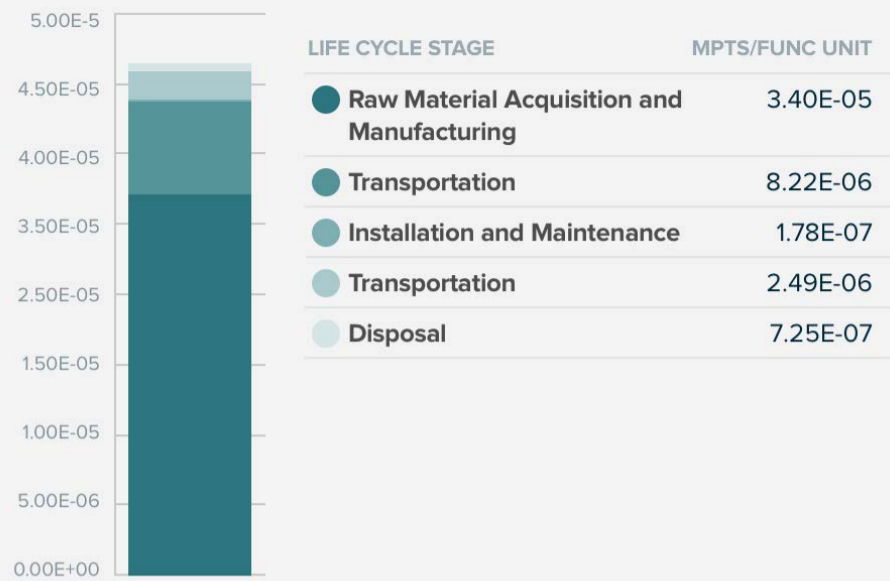 5.00E-5
4.50E-05
4.00E-05
3.50E-05
2.50E-05
1.50E-05
1.00E-05
5.00E-06
0.00E+00
LIFE CYCLE STAGE MPTS/FUNC UNIT
Raw Material Acquisition and 3.40E-05
Manufacturing
Transportation 8.22E-06
Installation and Maintenance 1.78E-07
Transportation 2.49E-06
Disposal 7.25E-07